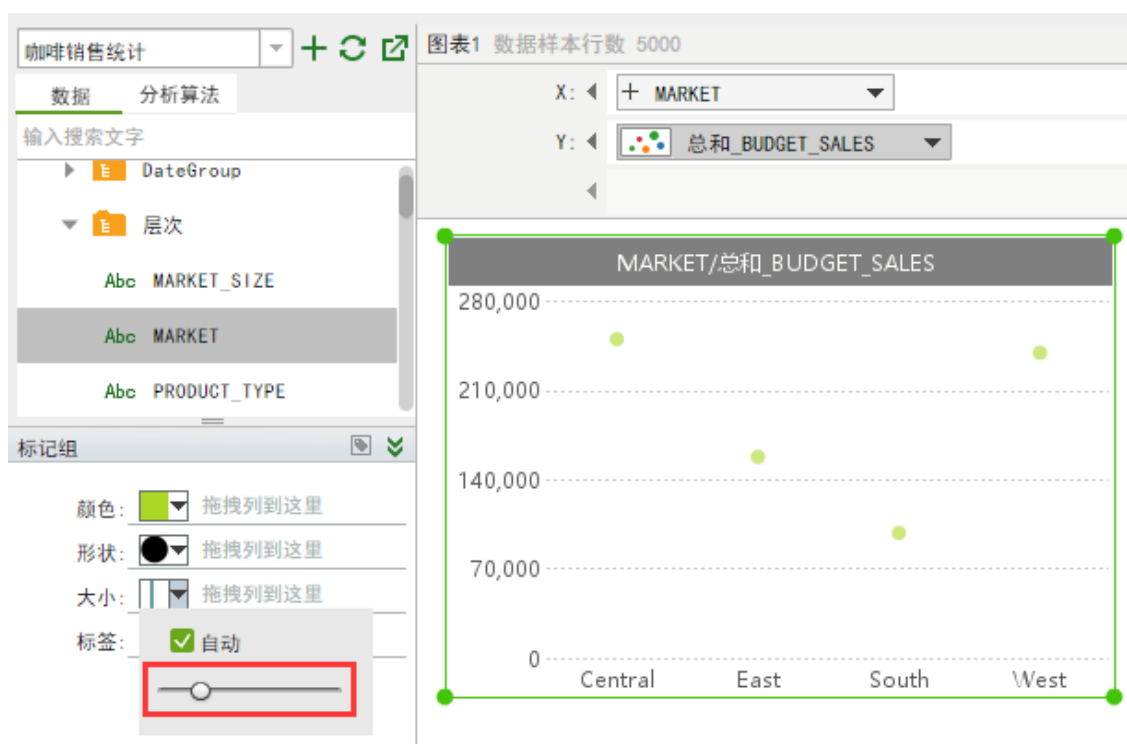 咖啡销售统计
数据 分析算法
输入搜索文字
DateGroup
层次
Abc MARKET_SIZE
Abc MARKET
Abc PRODUCT_TYPE
标记组
颜色: 拖拽列到这里
形状: 拖拽列到这里
大小: 拖拽列到这里
标签:
自动
图表1 数据样本行数 5000
X: MARKET
Y: 总和_BUDGET_SALES
MARKET/总和_BUDGET_SALES
280,000
210,000
140,000
70,000
0
Central East South West